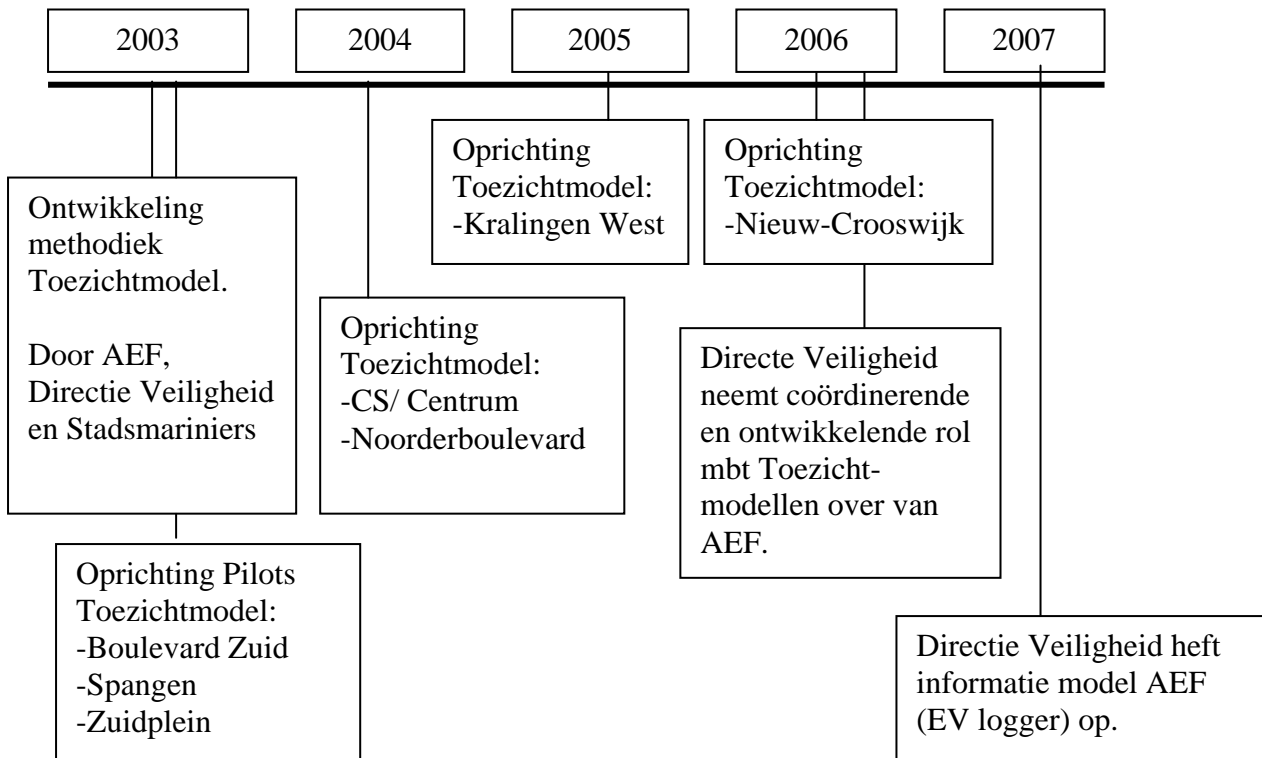 2003
2004
2005
2006
2007
Ontwikkeling
methodiek
Toezichtmodel.
Door AEF,
Directie Veiligheid
en Stadsmariniers
Oprichting Pilots
Toezichtmodel:
-Boulevard Zuid
-Spangen
-Zuidplein
Oprichting
Toezichtmodel:
-CS/ Centrum
-Noorderboulevard
Oprichting
Toezichtmodel:
-Kralingen West
Oprichting
Toezichtmodel:
-Nieuw-Crooswijk
Directe Veiligheid
neemt coördinerende
en ontwikkelende rol
mbt Toezicht-
modellen over van
AEF.
Directie Veiligheid heft
informatie model AEF
(EV logger) op.